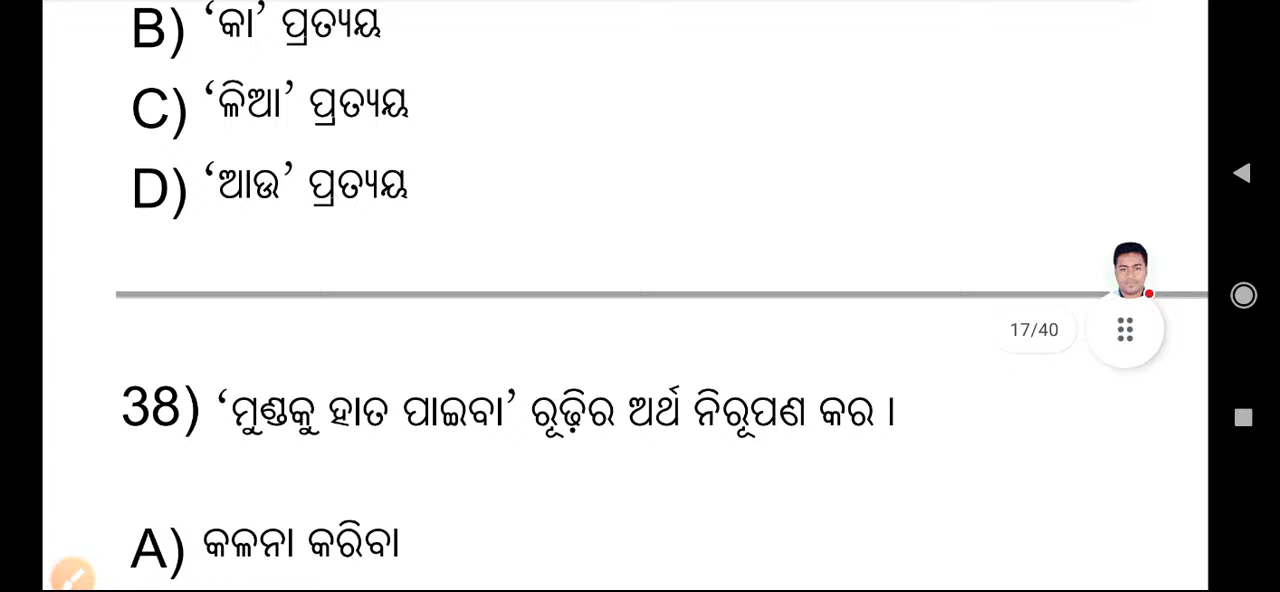 B) ‘କା’ ପ୍ରତ୍ୟୟ
C) ‘ଳିଆ’ ପ୍ରତ୍ୟୟ
D) ‘ଆଉ’ ପ୍ରତ୍ୟୟ
17/40
38) ‘ମୁଣ୍ଡକୁ ହାତ ପାଇବା’ ରୂଢ଼ିର ଅର୍ଥ ନିରୂପଣ କର ।
A) କଳନା କରିବା